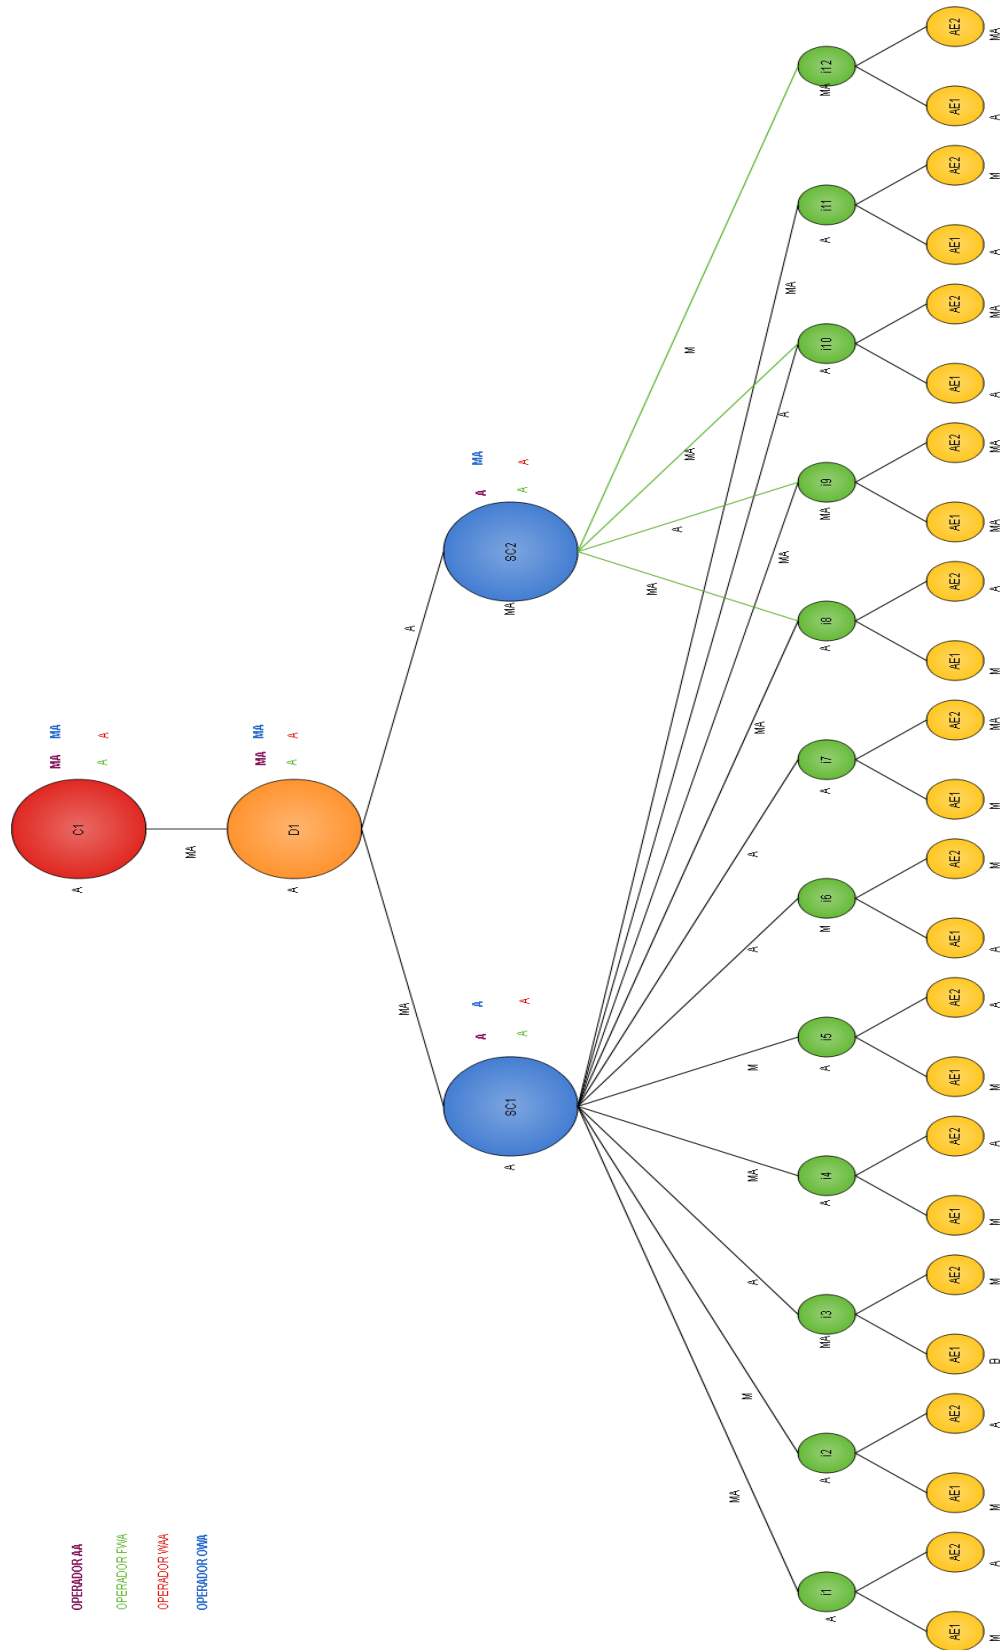 MA MA
A C1
A A
OPERADOR AA
OPERADOR FWA
OPERADOR WAA
OPERADOR OWA
MA
MA MA
A D1 A A
MA A
A A A MA
A SC1 MA SC2
A A A A
MA A MA M
MA M A MA M A A MA MA A MA
i1 i2 i3 i4 i5 i6 i7 i8 i9 i10 i11 i12
A A MA A A M A A MA A A MA
AE1 AE2 AE1 AE2 AE1 AE2 AE1 AE2 AE1 AE2 AE1 AE2 AE1 AE2 AE1 AE2 AE1 AE2 AE1 AE2 AE1 AE2 AE1 AE2
M A M A B M M A M A A M M MA M A MA MA A MA A M A MA